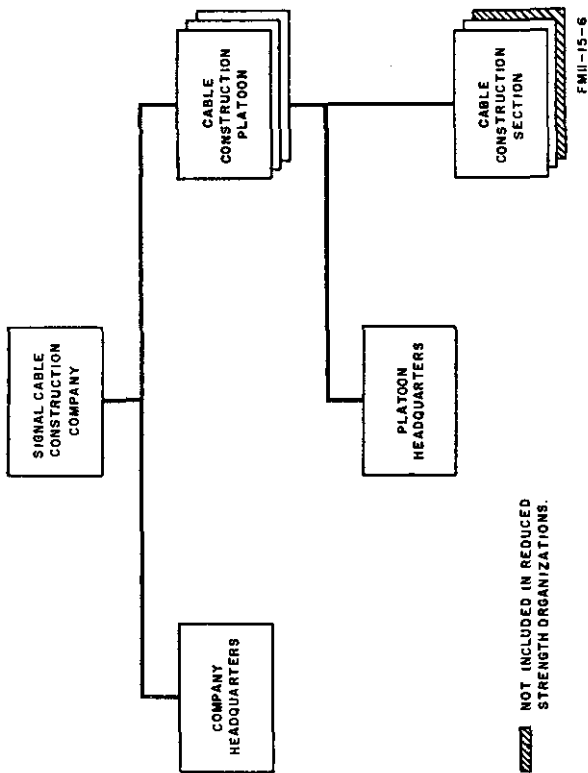 SIGNAL CABLE
CONSTRUCTION
COMPANY
COMPANY
HEADQUARTERS
CABLE
CONSTRUCTION
PLATOON
PLATOON
HEADQUARTERS
CABLE
CONSTRUCTION
SECTION
NOT INCLUDED IN REDUCED
STRENGTH ORGANIZATIONS.
FM11-15-6